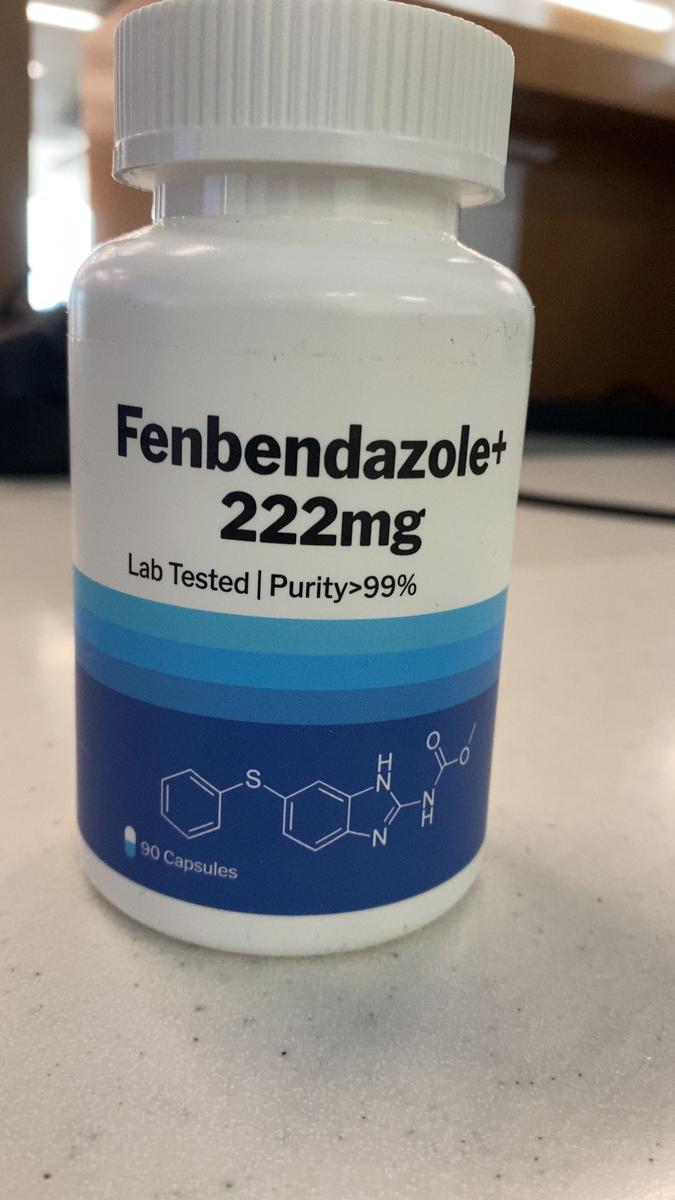 Fenbendazole+
222mg
Lab Tested | Purity>99%
S
H
N
N
N
H
O
O
90 Capsules